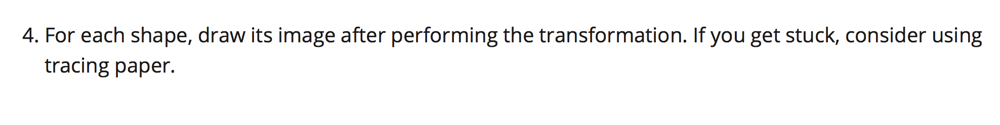 4. For each shape, draw its image after performing the transformation. If you get stuck, consider using
tracing paper.